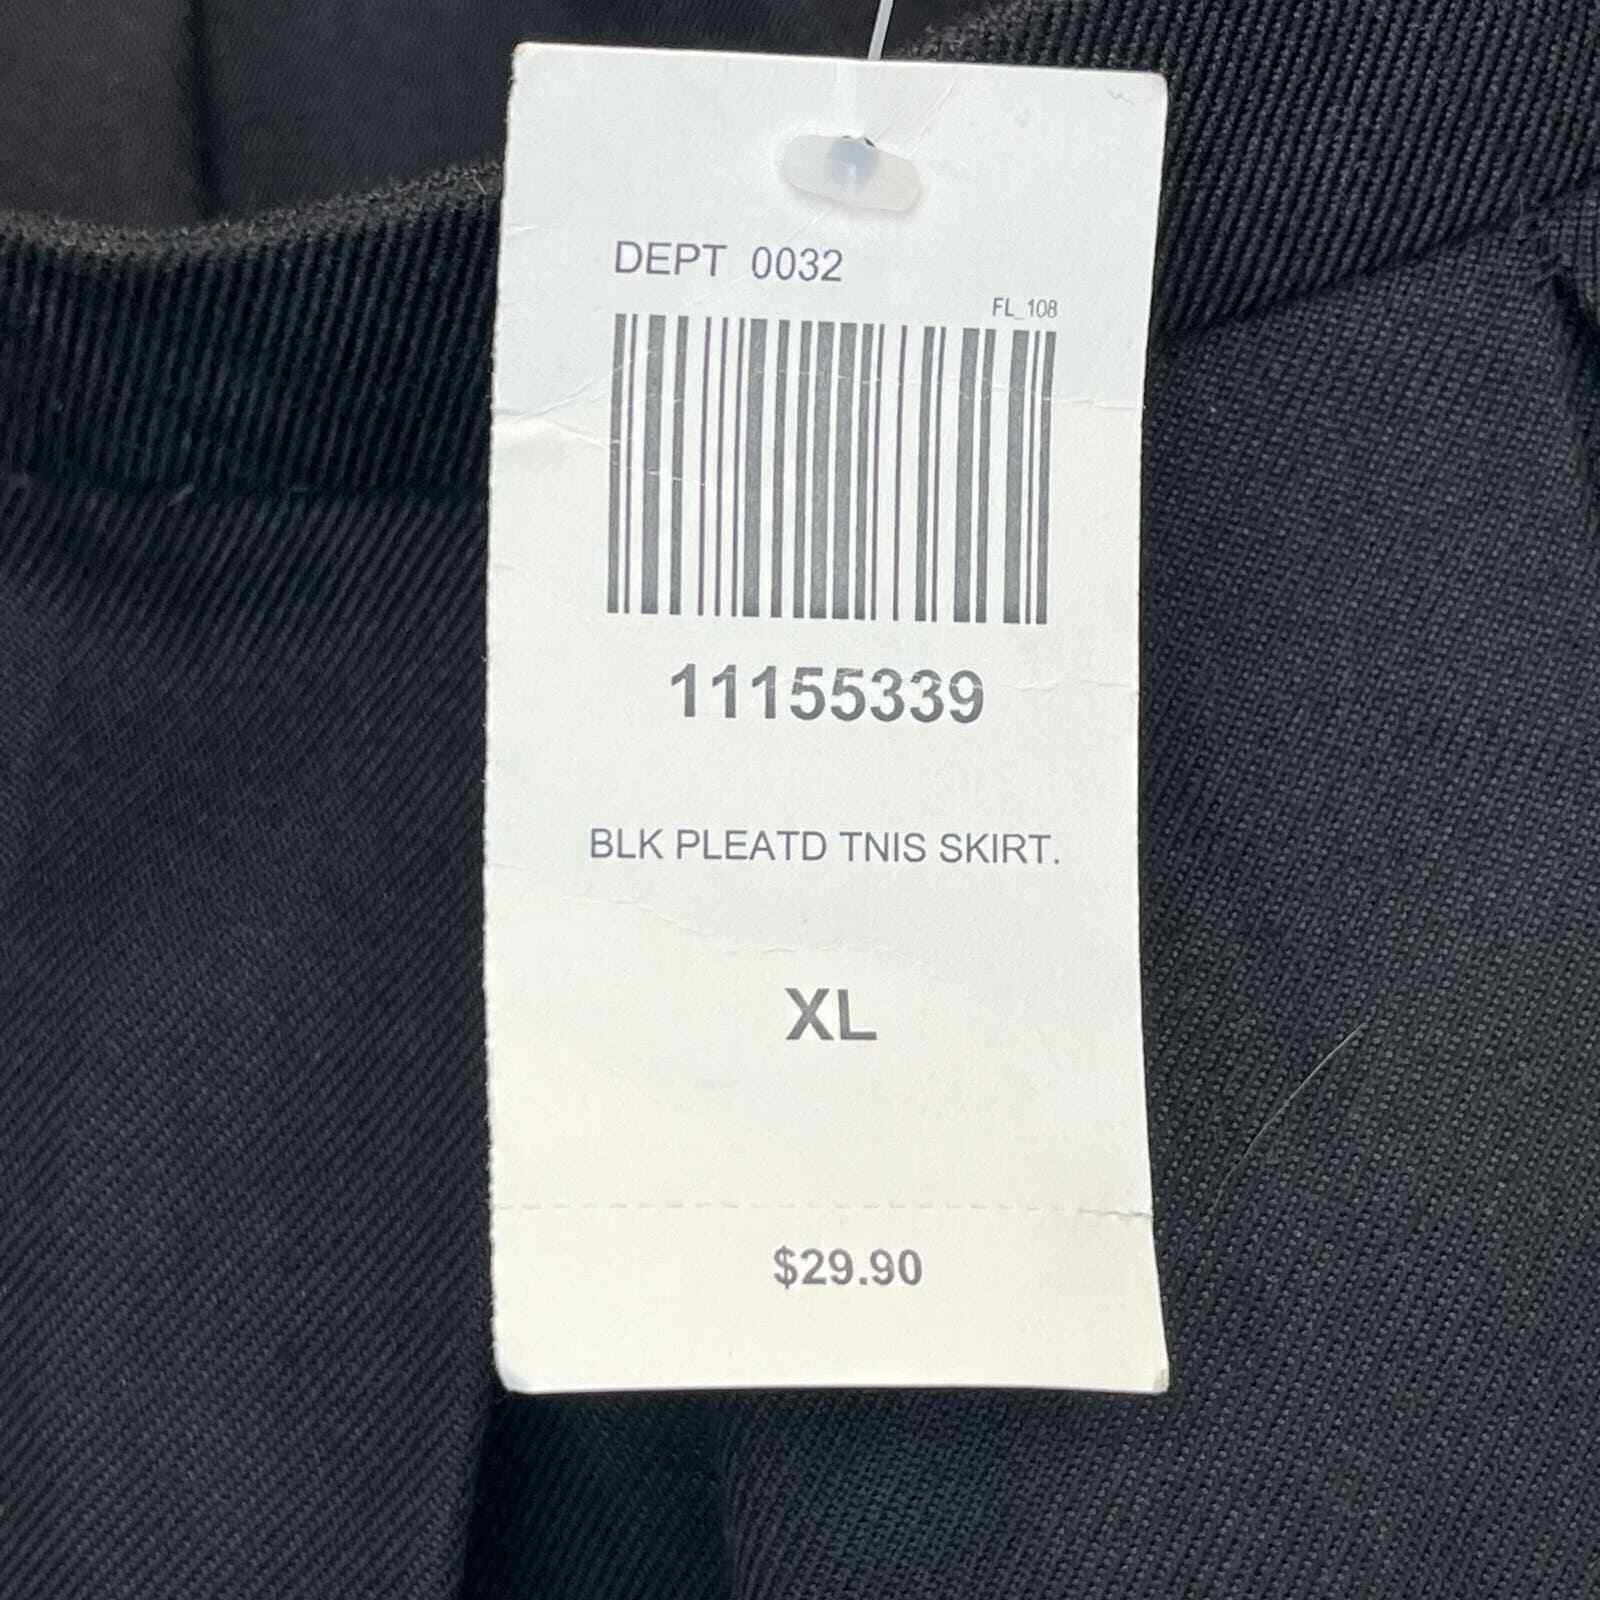 DEPT 0032
FL_108
11155339
BLK PLEATD TNIS SKIRT.
XL
$29.90